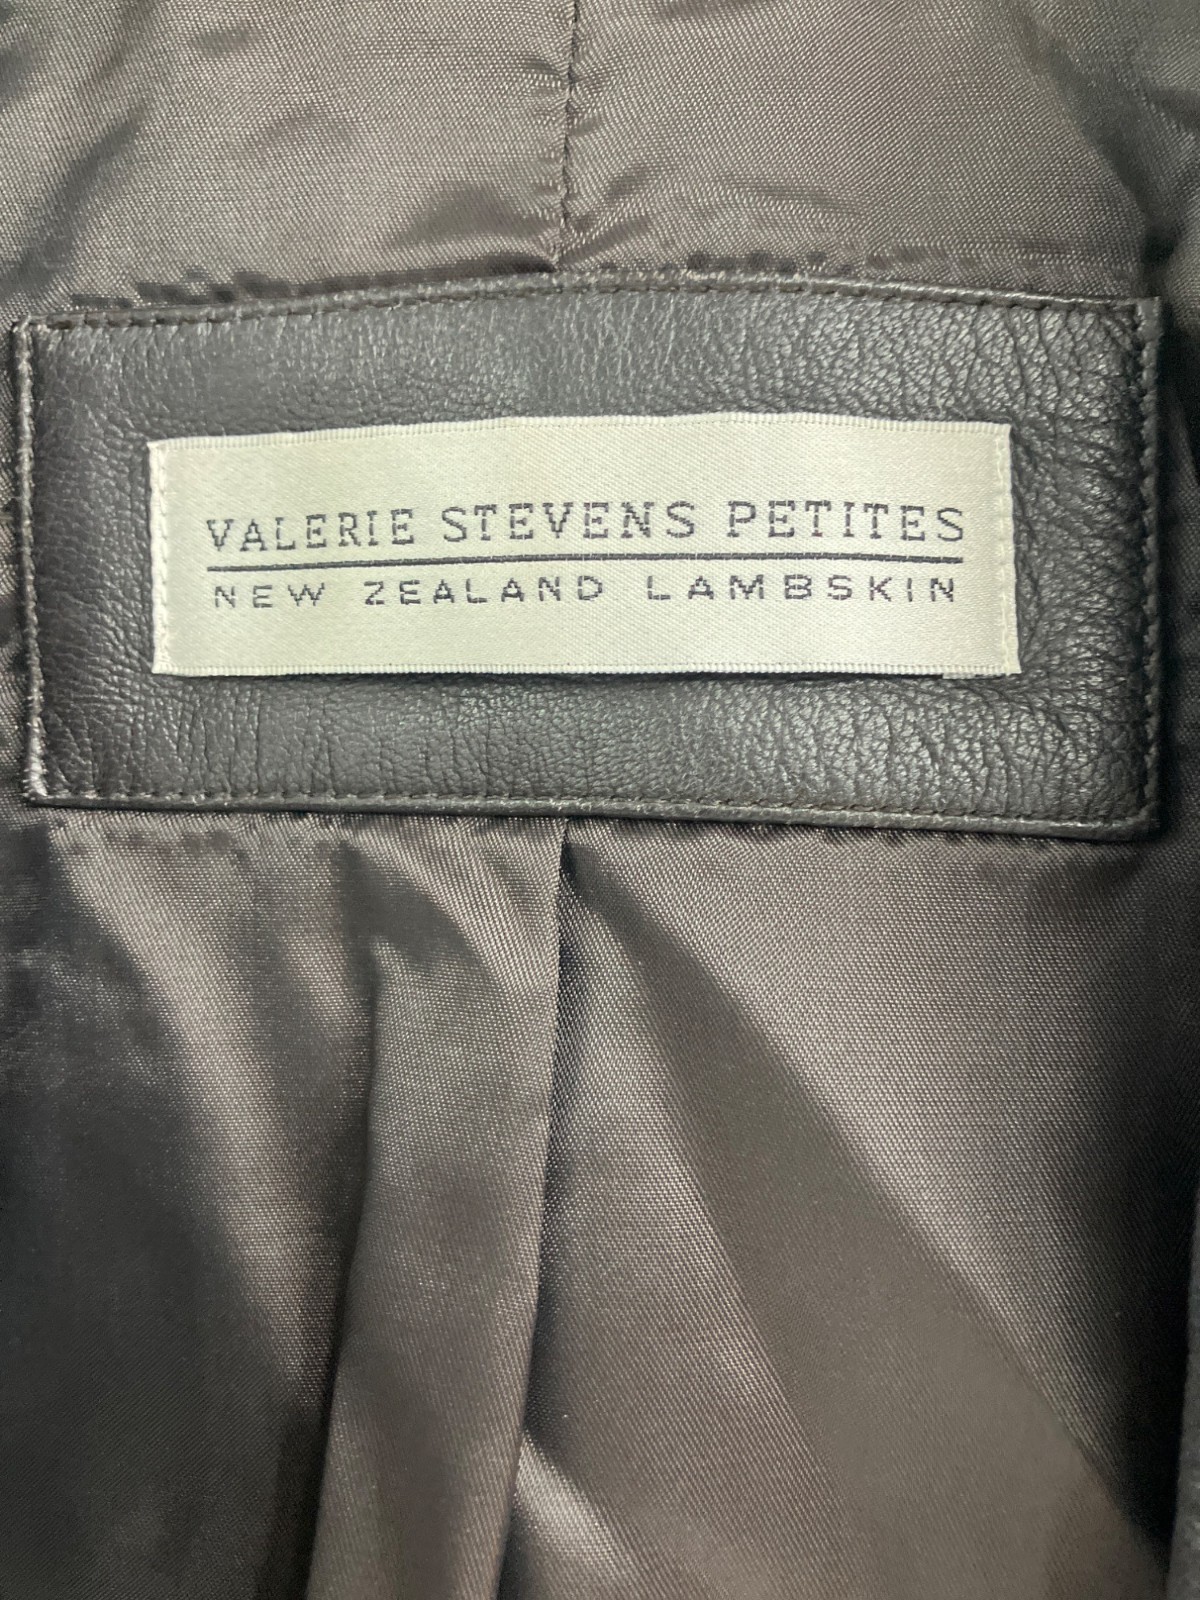 VALERIE STEVENS PETITES
NEW ZEALAND LAMBSKIN